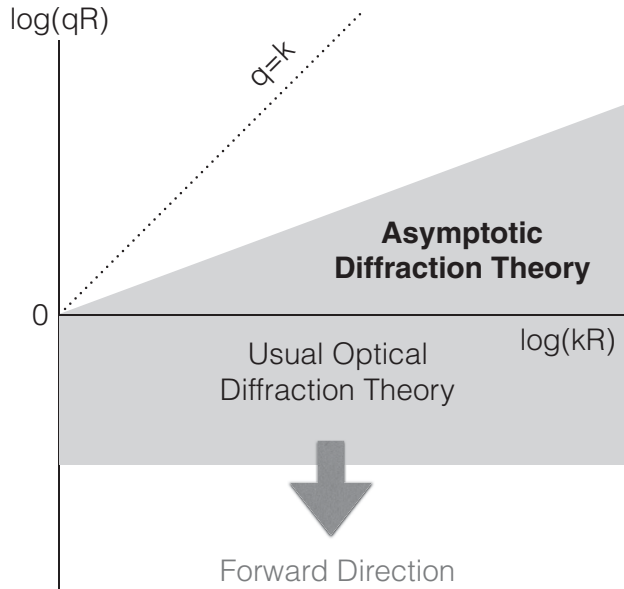 log(qR)
q=k
Asymptotic
Diffraction Theory
0
log(kR)
Usual Optical
Diffraction Theory
Forward Direction